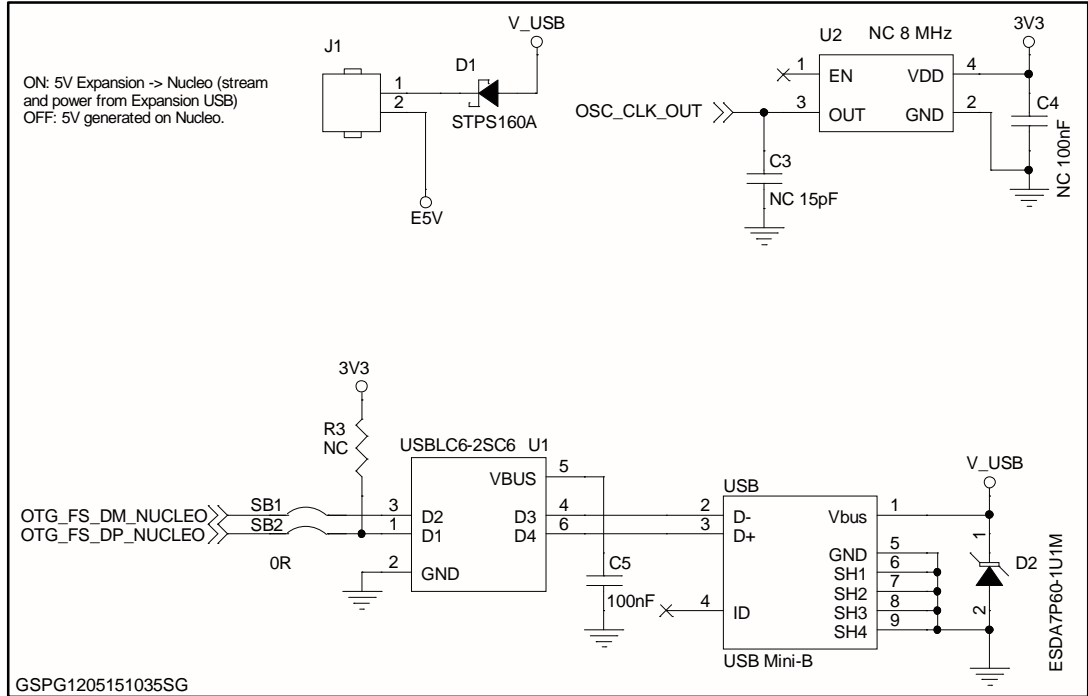 ON: 5V Expansion -> Nucleo (stream
and power from Expansion USB)
OFF: 5V generated on Nucleo.
J1
1
2
D1
STPS160A
V_USB
E5V
U2 NC 8 MHz
1 EN VDD 4
3 OUT GND 2
OSC_CLK_OUT
C3
NC 15pF
3V3
C4
NC 100nF
3V3
R3
NC
USBLC6-2SC6 U1
VBUS 5
OTG_FS_DM_NUCLEO SB1 3 D2 D3 4
OTG_FS_DP_NUCLEO SB2 1 D1 D4 6
0R
2 GND
C5
100nF
USB
2 D- Vbus 1
3 D+
GND 5
SH1 6
SH2 7
SH3 8
SH4 9
4 ID
USB Mini-B
V_USB
1
D2
2
ESDA7P60-1U1M
GSPG1205151035SG